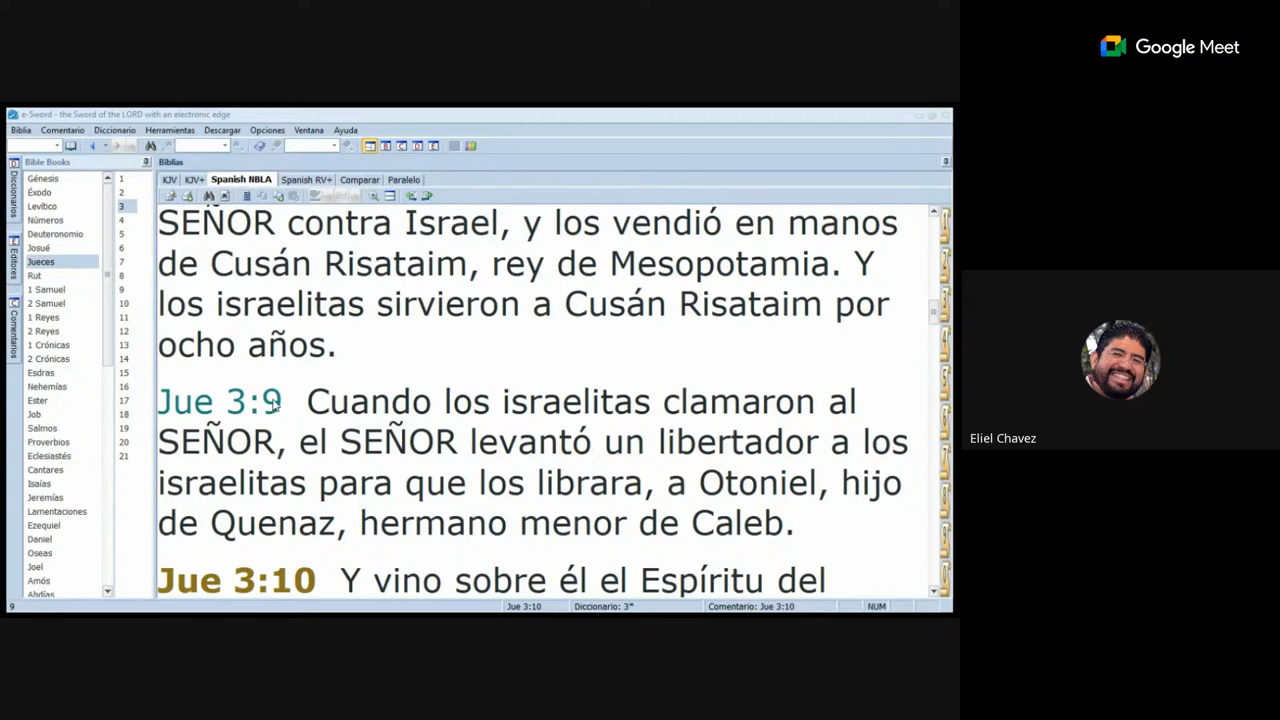 Google Meet
e-Sword - the Sword of the LORD with an electronic edge
Biblia Comentario Diccionario Herramientas Descargar Opciones Ventana Ayuda
Bible Books
Biblias
KJV KJV+ Spanish NBLA Spanish RV+ Comparar Paralelo
Diccionarios
Editores
Comentarios
Génesis
Éxodo
Levítico
Números
Deuteronomio
Josué
Jueces
Rut
1 Samuel
2 Samuel
1 Reyes
2 Reyes
1 Crónicas
2 Crónicas
Esdras
Nehemías
Ester
Job
Salmos
Proverbios
Eclesiastés
Cantares
Isaías
Jeremías
Lamentaciones
Ezequiel
Daniel
Oseas
Joel
Amós
Abdías
1
2
3
4
5
6
7
8
9
10
11
12
13
14
15
16
17
18
19
20
21
SEÑOR contra Israel, y los vendió en manos
de Cusán Risataim, rey de Mesopotamia. Y
los israelitas sirvieron a Cusán Risataim por
ocho años.
Jue 3:9 Cuando los israelitas clamaron al
SEÑOR, el SEÑOR levantó un libertador a los
israelitas para que los librara, a Otoniel, hijo
de Quenaz, hermano menor de Caleb.
Jue 3:10 Y vino sobre él el Espíritu del
9 Jue 3:10 Diccionario: 3" Comentario: Jue 3:10 NUM
Eliel Chavez